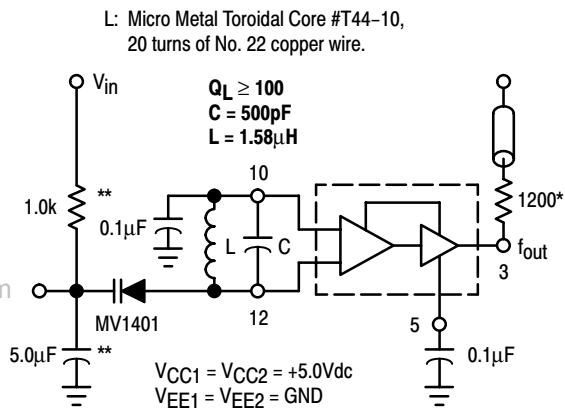 L: Micro Metal Toroidal Core #T44–10,
20 turns of No. 22 copper wire.
Vin
QL ≥ 100
C = 500pF
L = 1.58μH
10
1200*
1.0k
**
0.1μF
L
C
fout
3
m
MV1401
12
5
5.0μF
**
0.1μF
VCC1 = VCC2 = +5.0Vdc
VEE1 = VEE2 = GND